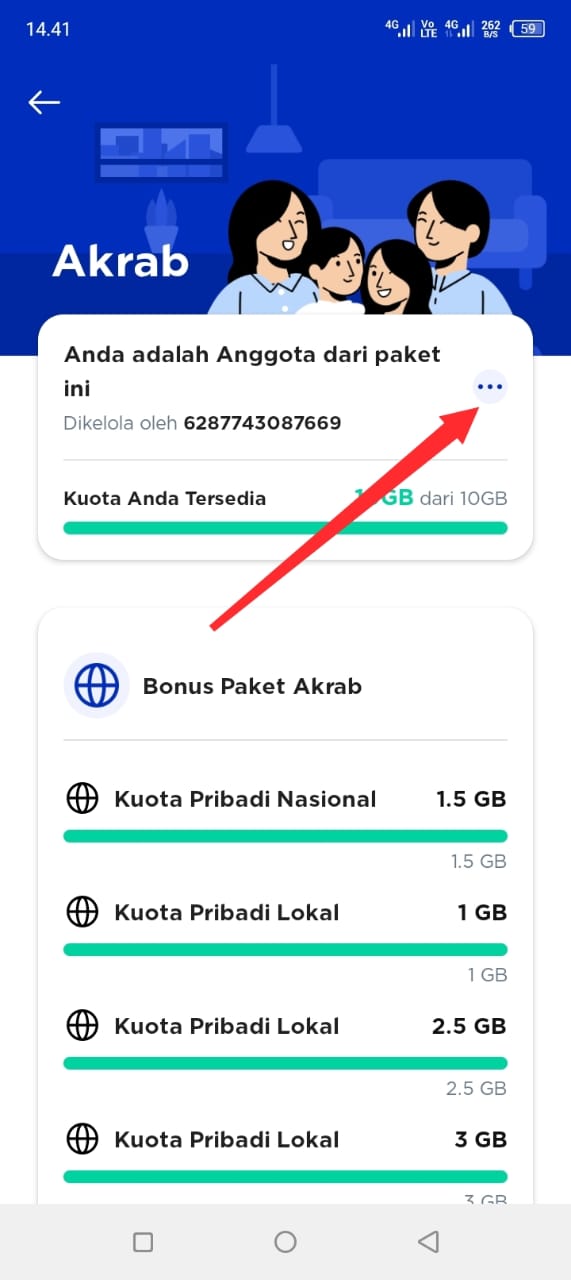 14.41
4G Vo LTE 4G 262 B/S 59
Akrab
Anda adalah Anggota dari paket
ini
Dikelola oleh 6287743087669
Kuota Anda Tersedia GB dari 10GB
Bonus Paket Akrab
Kuota Pribadi Nasional 1.5 GB
1.5 GB
Kuota Pribadi Lokal 1 GB
1 GB
Kuota Pribadi Lokal 2.5 GB
2.5 GB
Kuota Pribadi Lokal 3 GB
3 GB